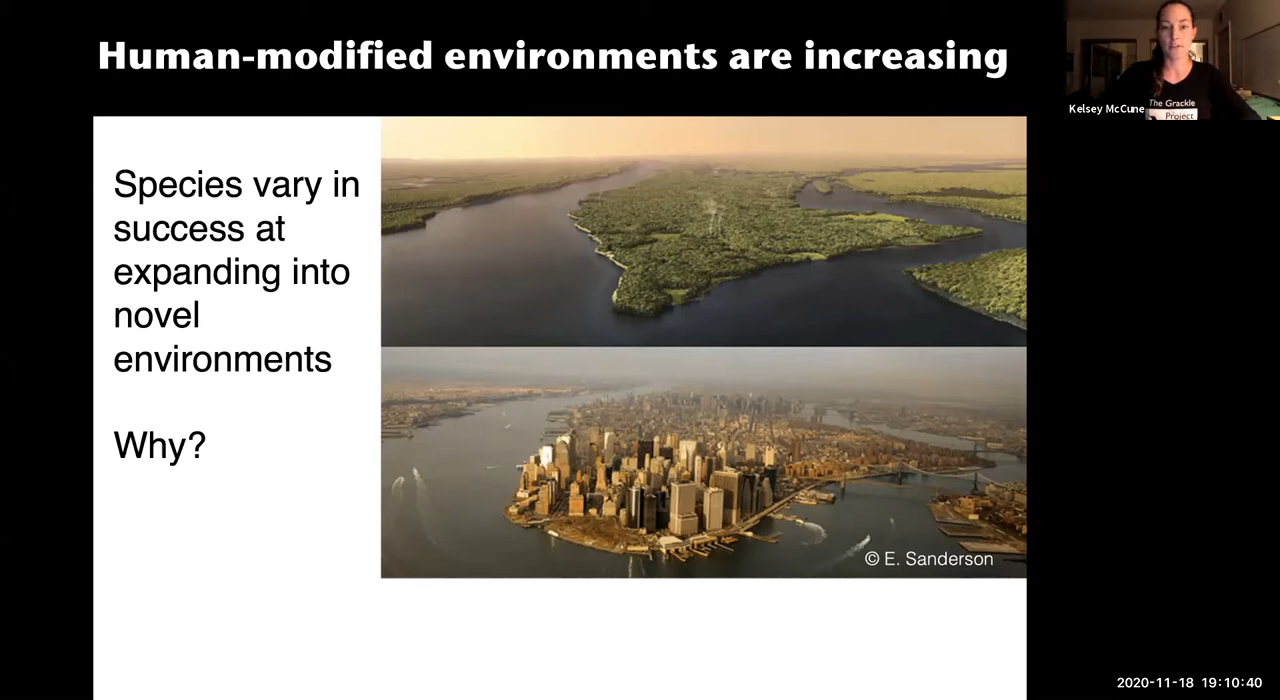 Human-modified environments are increasing
Kelsey McCune
The Grackle
Project
Species vary in
success at
expanding into
novel
environments
Why?
© E. Sanderson
2020-11-18 19:10:40